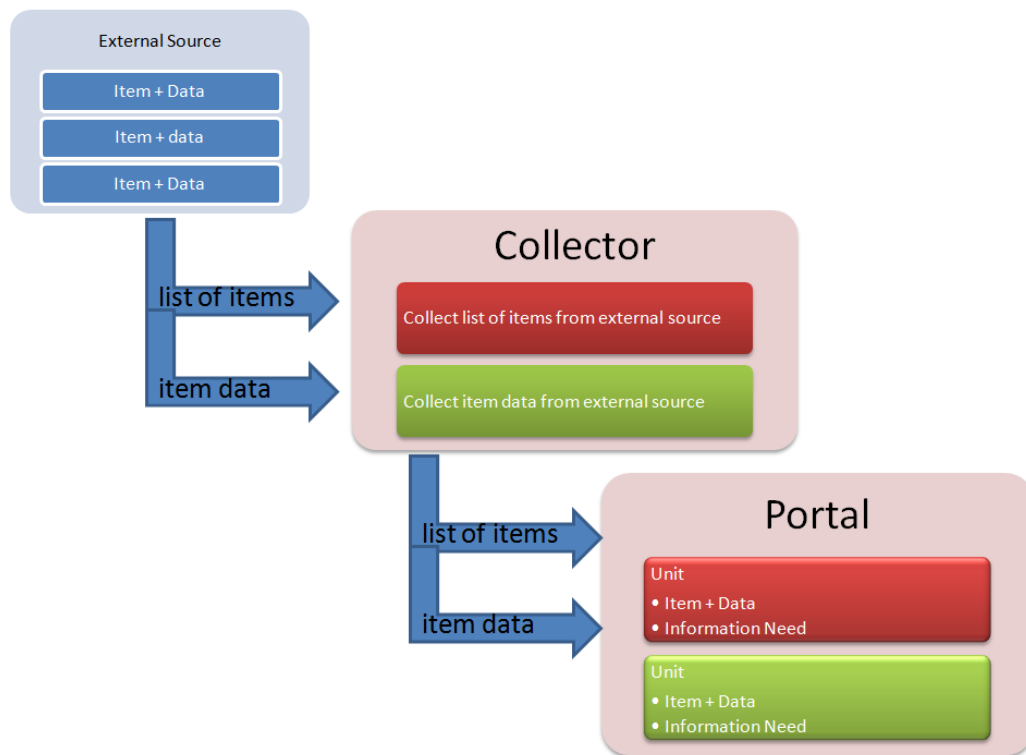 External Source
Item + Data
Item + data
Item + Data
list of items
item data
Collector
Collect list of items from external source
Collect item data from external source
list of items
item data
Portal
Unit
• Item + Data
• Information Need
Unit
• Item + Data
• Information Need